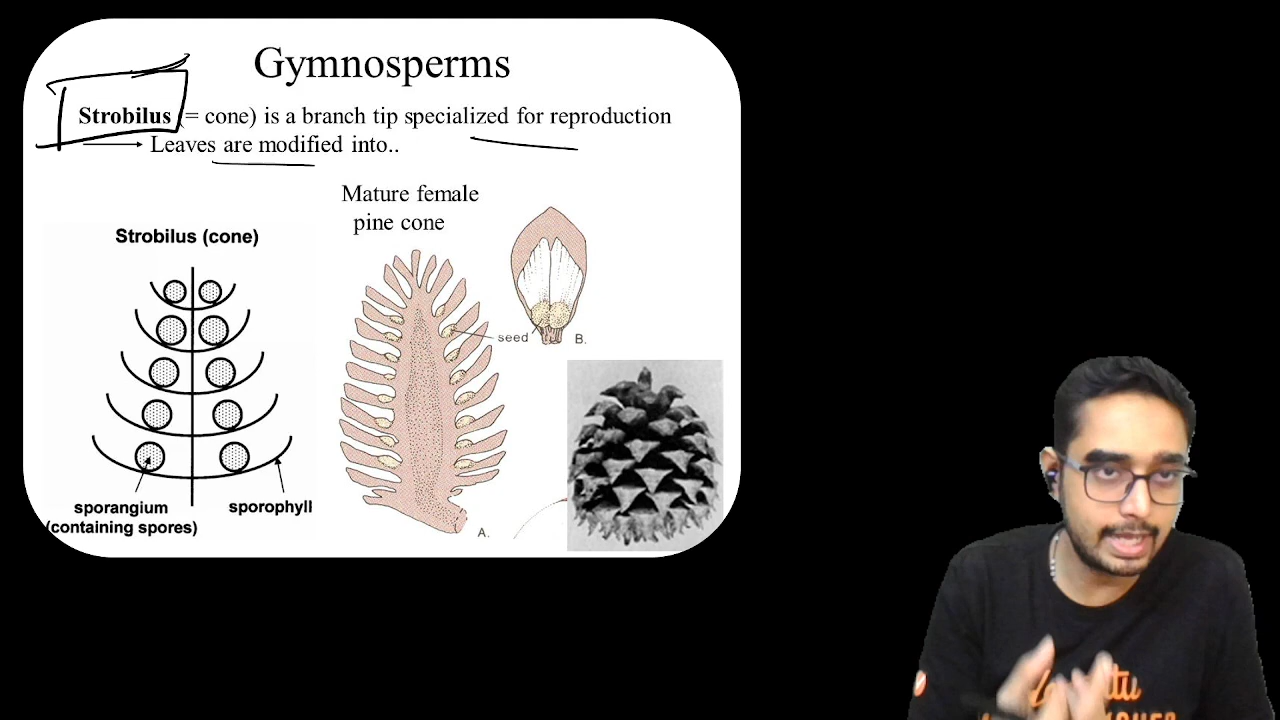 Gymnosperms
Strobilus (= cone) is a branch tip specialized for reproduction
Leaves are modified into..
Mature female
pine cone
Strobilus (cone)
seed
B.
sporangium
(containing spores)
sporophyll
A.